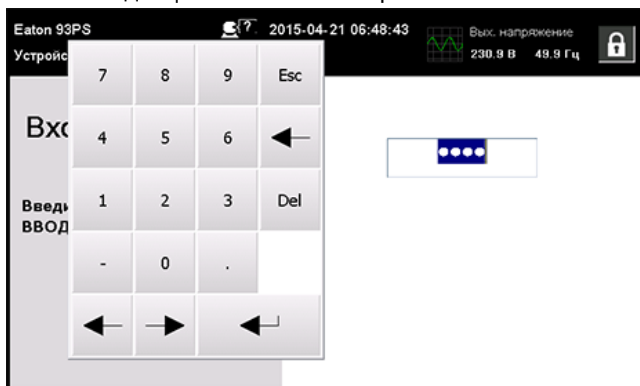 Eaton 93PS
2015-04-21 06:48:43
Вых. напряжение
230.9 В 49.9 Гц
7 8 9 Esc
4 5 6
1 2 3 Del
- 0 .